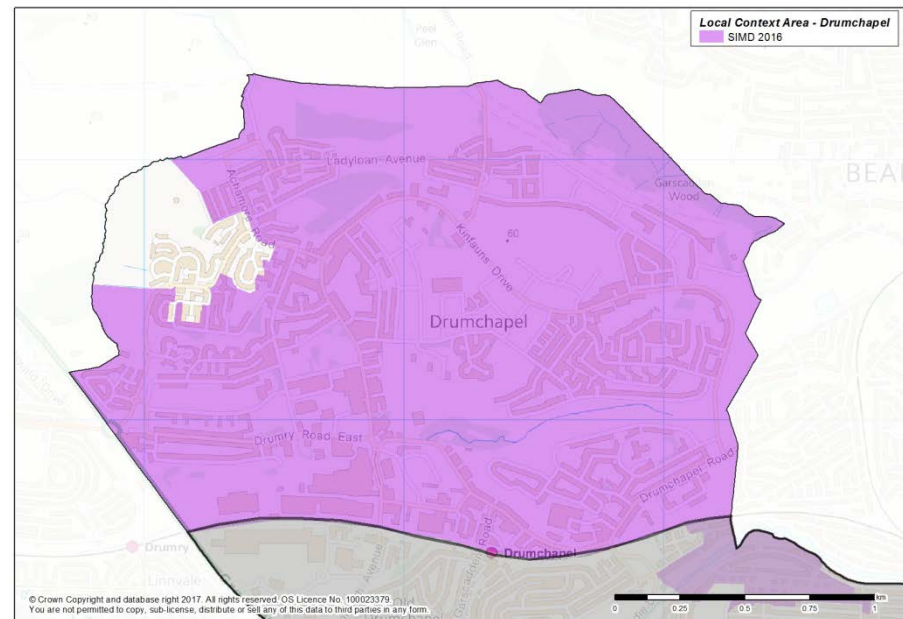 Local Context Area - Drumchapel
SIMD 2016
Peel
Glen
Ladyloan Avenue
Achamore Road
BEA
Garscadden
Wood
60
Kinfauns Drive
Drumchapel
Drumry Road East
Drumchapel Road
Drumry
Drumchapel
Linnvale
km
0 0.25 0.5 0.75 1
© Crown Copyright and database right 2017. All rights reserved. OS Licence No. 100023379.
You are not permitted to copy, sub-license, distribute or sell any of this data to third parties in any form.